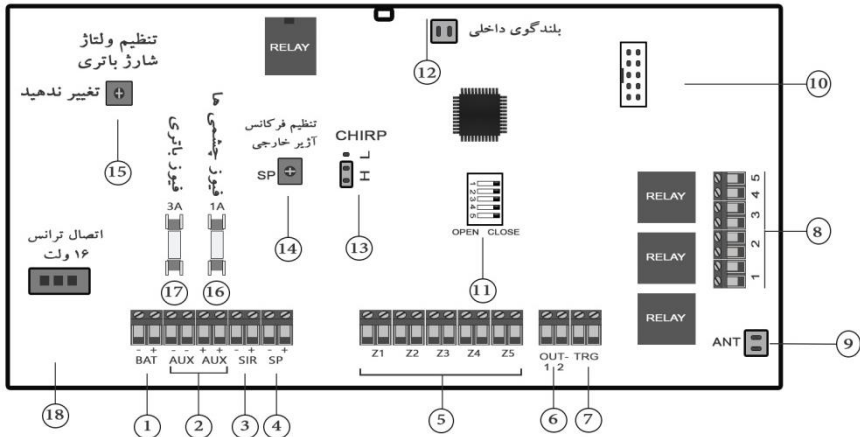 تنظیم ولتاژ
شارژ باتری
تغییر ندهید
15
RELAY
12
بلندگوی داخلی
10
فیوز باتری
فیوز چشمی ها
3A
1A
تنظیم فرکانس
آژیر خارجی
SP
14
CHIRP
L
H
13
1
2
3
4
5
OPEN CLOSE
11
RELAY
RELAY
RELAY
5
4
3
2
1
8
اتصال ترانس
۱۶ ولت
17
16
- +
BAT
- -
AUX
+ +
AUX
- +
SIR
- +
SP
Z1 Z2 Z3 Z4 Z5
OUT-
1 2
TRG
ANT
9
18
1
2
3
4
5
6
7